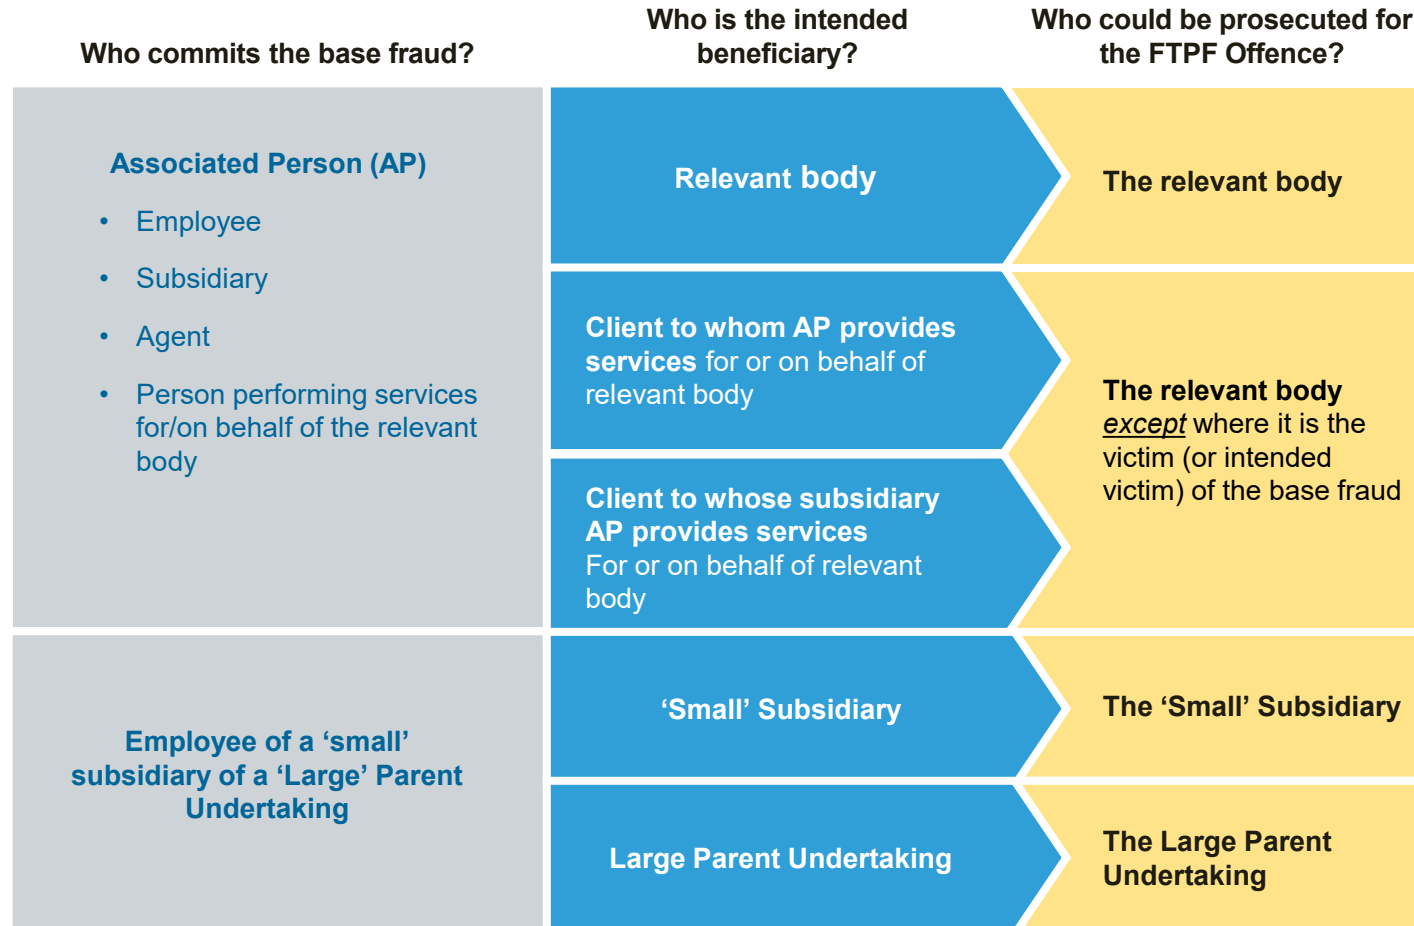 Who commits the base fraud?
Who is the intended
beneficiary?
Who could be prosecuted for
the FTPF Offence?
Associated Person (AP)
• Employee
• Subsidiary
• Agent
• Person performing services
for/on behalf of the relevant
body
Relevant body
The relevant body
Client to whom AP provides
services for or on behalf of
relevant body
Client to whose subsidiary
AP provides services
For or on behalf of relevant
body
The relevant body
except where it is the
victim (or intended
victim) of the base fraud
Employee of a ‘small’
subsidiary of a ‘Large’ Parent
Undertaking
‘Small’ Subsidiary
The ‘Small’ Subsidiary
Large Parent Undertaking
The Large Parent
Undertaking